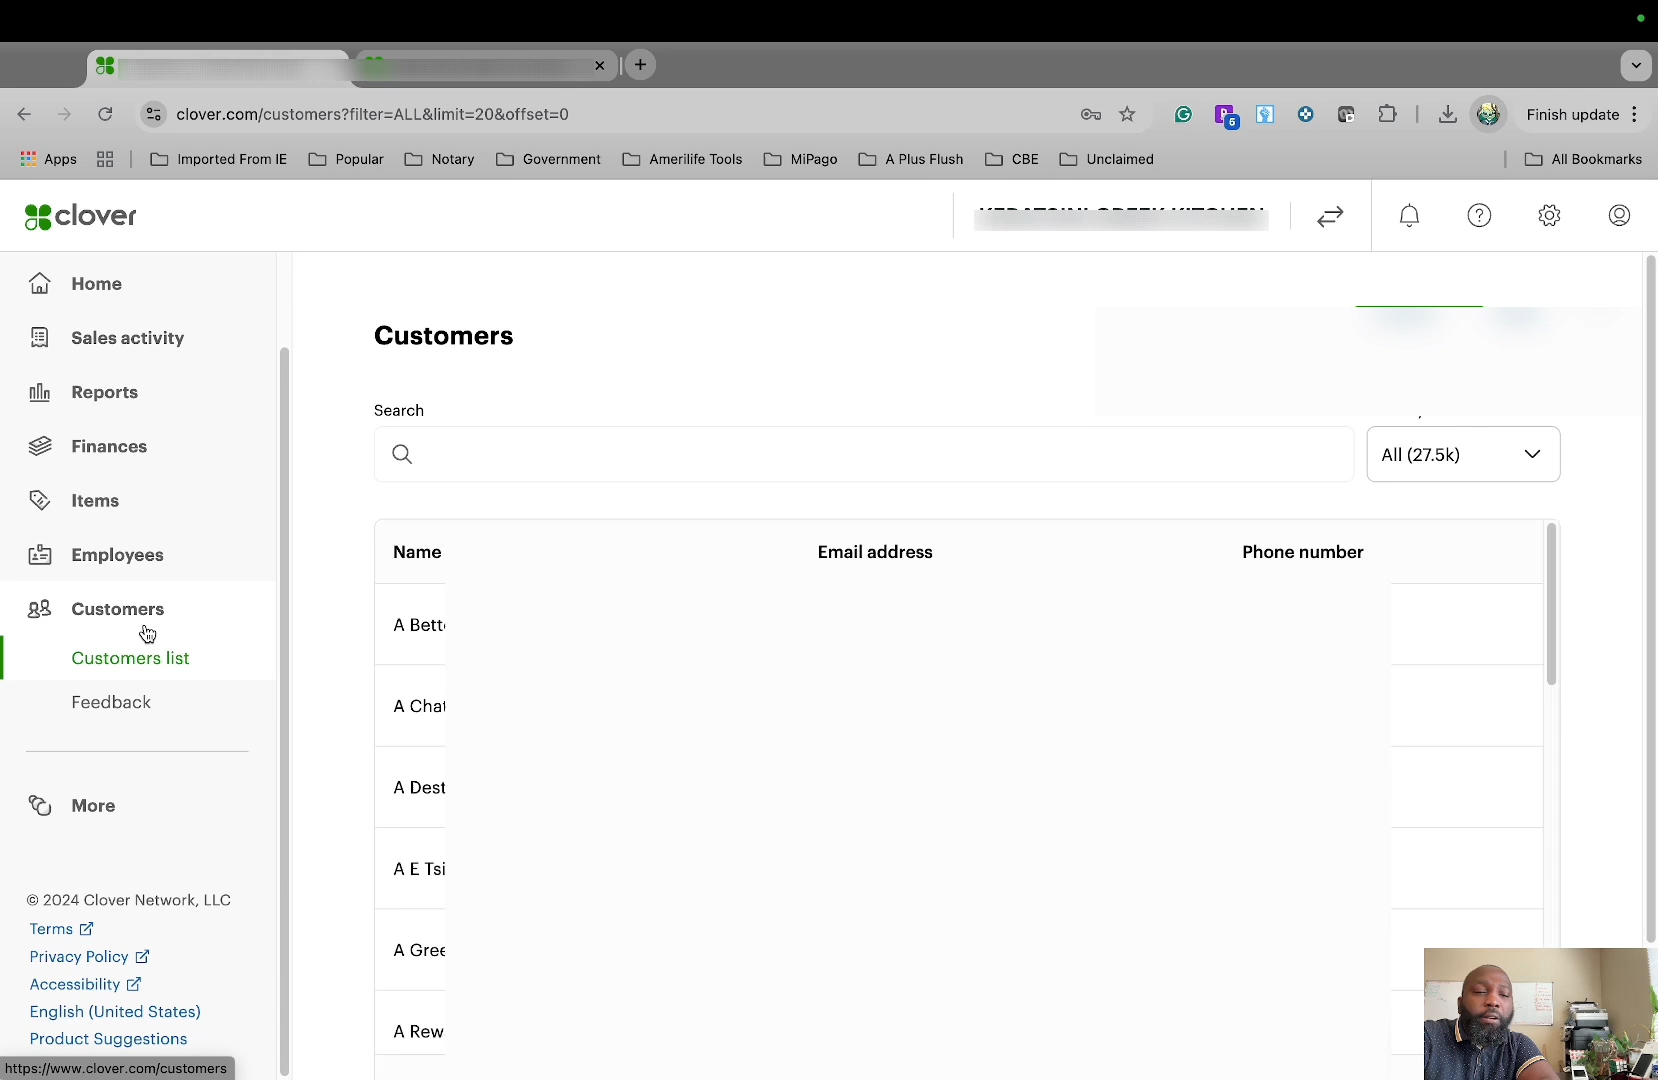 clover.com/customers?filter=ALL&limit=20&offset=0
6
Finish update
Apps
Imported From IE
Popular
Notary
Government
Amerilife Tools
MiPago
A Plus Flush
CBE
Unclaimed
All Bookmarks
clover
Home
Sales activity
Reports
Finances
Items
Employees
Customers
Customers list
Feedback
More
© 2024 Clover Network, LLC
Terms
Privacy Policy
Accessibility
English (United States)
Product Suggestions
https://www.clover.com/customers
Customers
Search
All (27.5k)
Name Email address Phone number
A Bett
A Chat
A Dest
A E Tsi
A Gree
A Rew